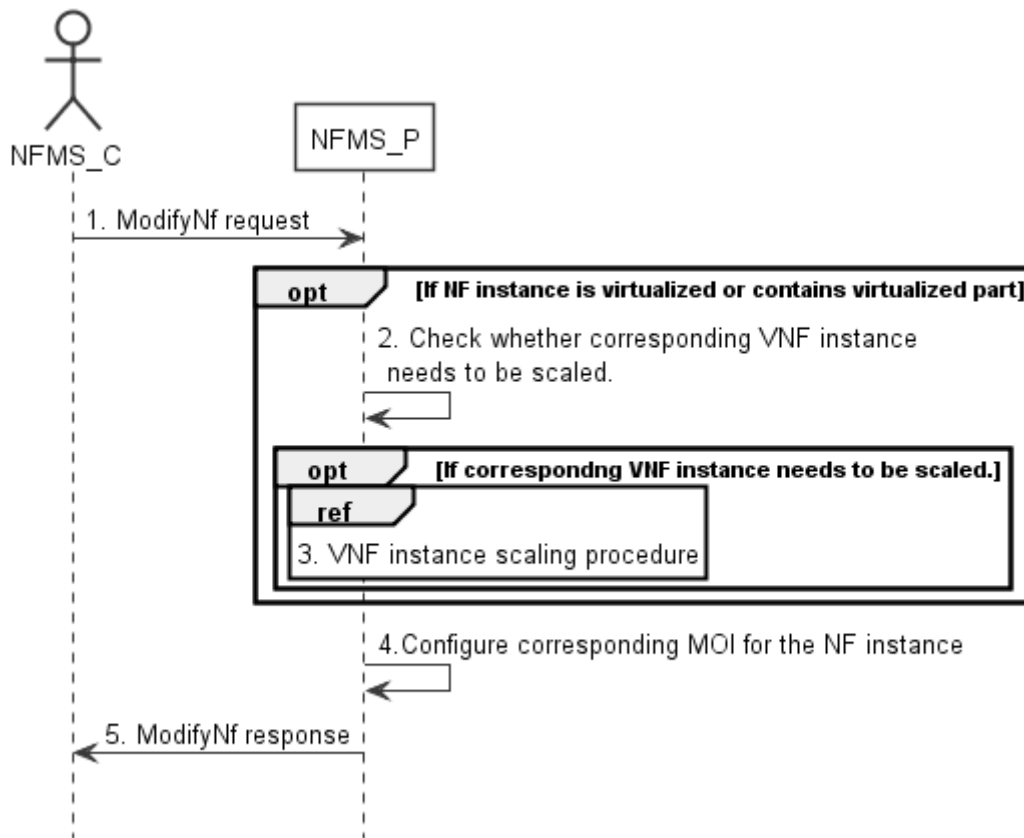 NFMS_C
NFMS_P
1. ModifyNf request
opt
[If NF instance is virtualized or contains virtualized part]
2. Check whether corresponding VNF instance
needs to be scaled.
opt
[If correspondng VNF instance needs to be scaled.]
ref
3. VNF instance scaling procedure
4.Configure corresponding MOI for the NF instance
5. ModifyNf response